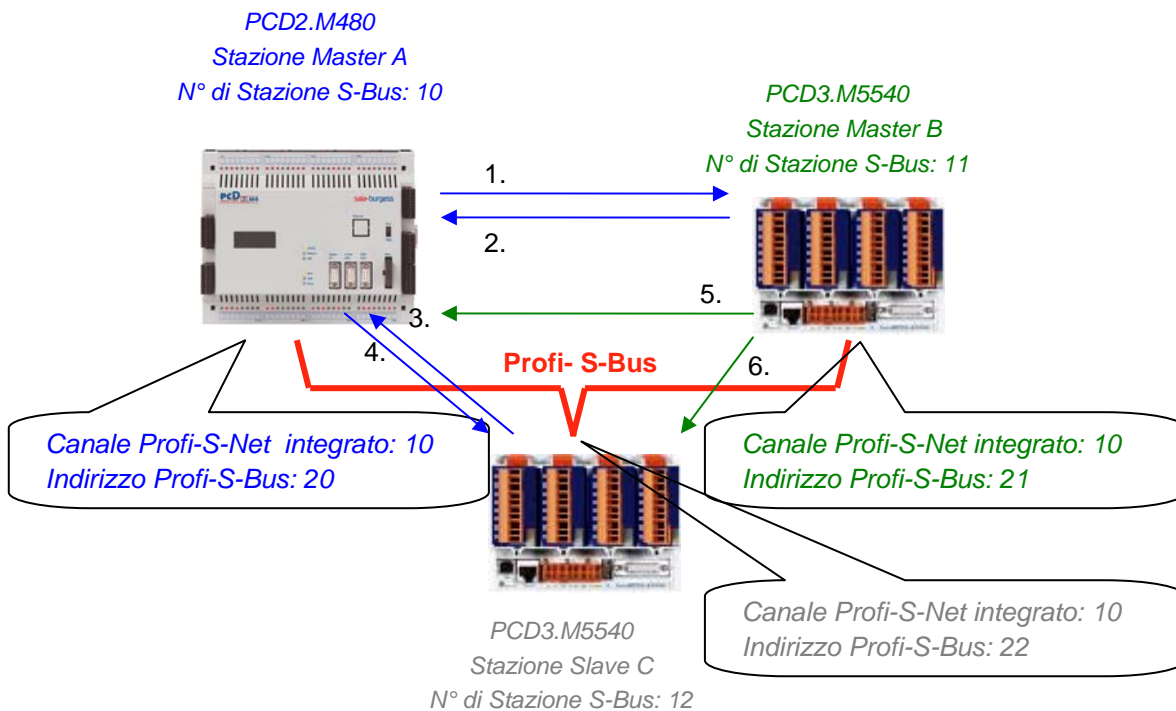 PCD2.M480
Stazione Master A
N° di Stazione S-Bus: 10
PCD3.M5540
Stazione Master B
N° di Stazione S-Bus: 11
PCD
saia-burgess
1.
2.
3.
4.
5.
6.
Profi- S-Bus
Canale Profi-S-Net integrato: 10
Indirizzo Profi-S-Bus: 20
Canale Profi-S-Net integrato: 10
Indirizzo Profi-S-Bus: 21
Canale Profi-S-Net integrato: 10
Indirizzo Profi-S-Bus: 22
PCD3.M5540
Stazione Slave C
N° di Stazione S-Bus: 12